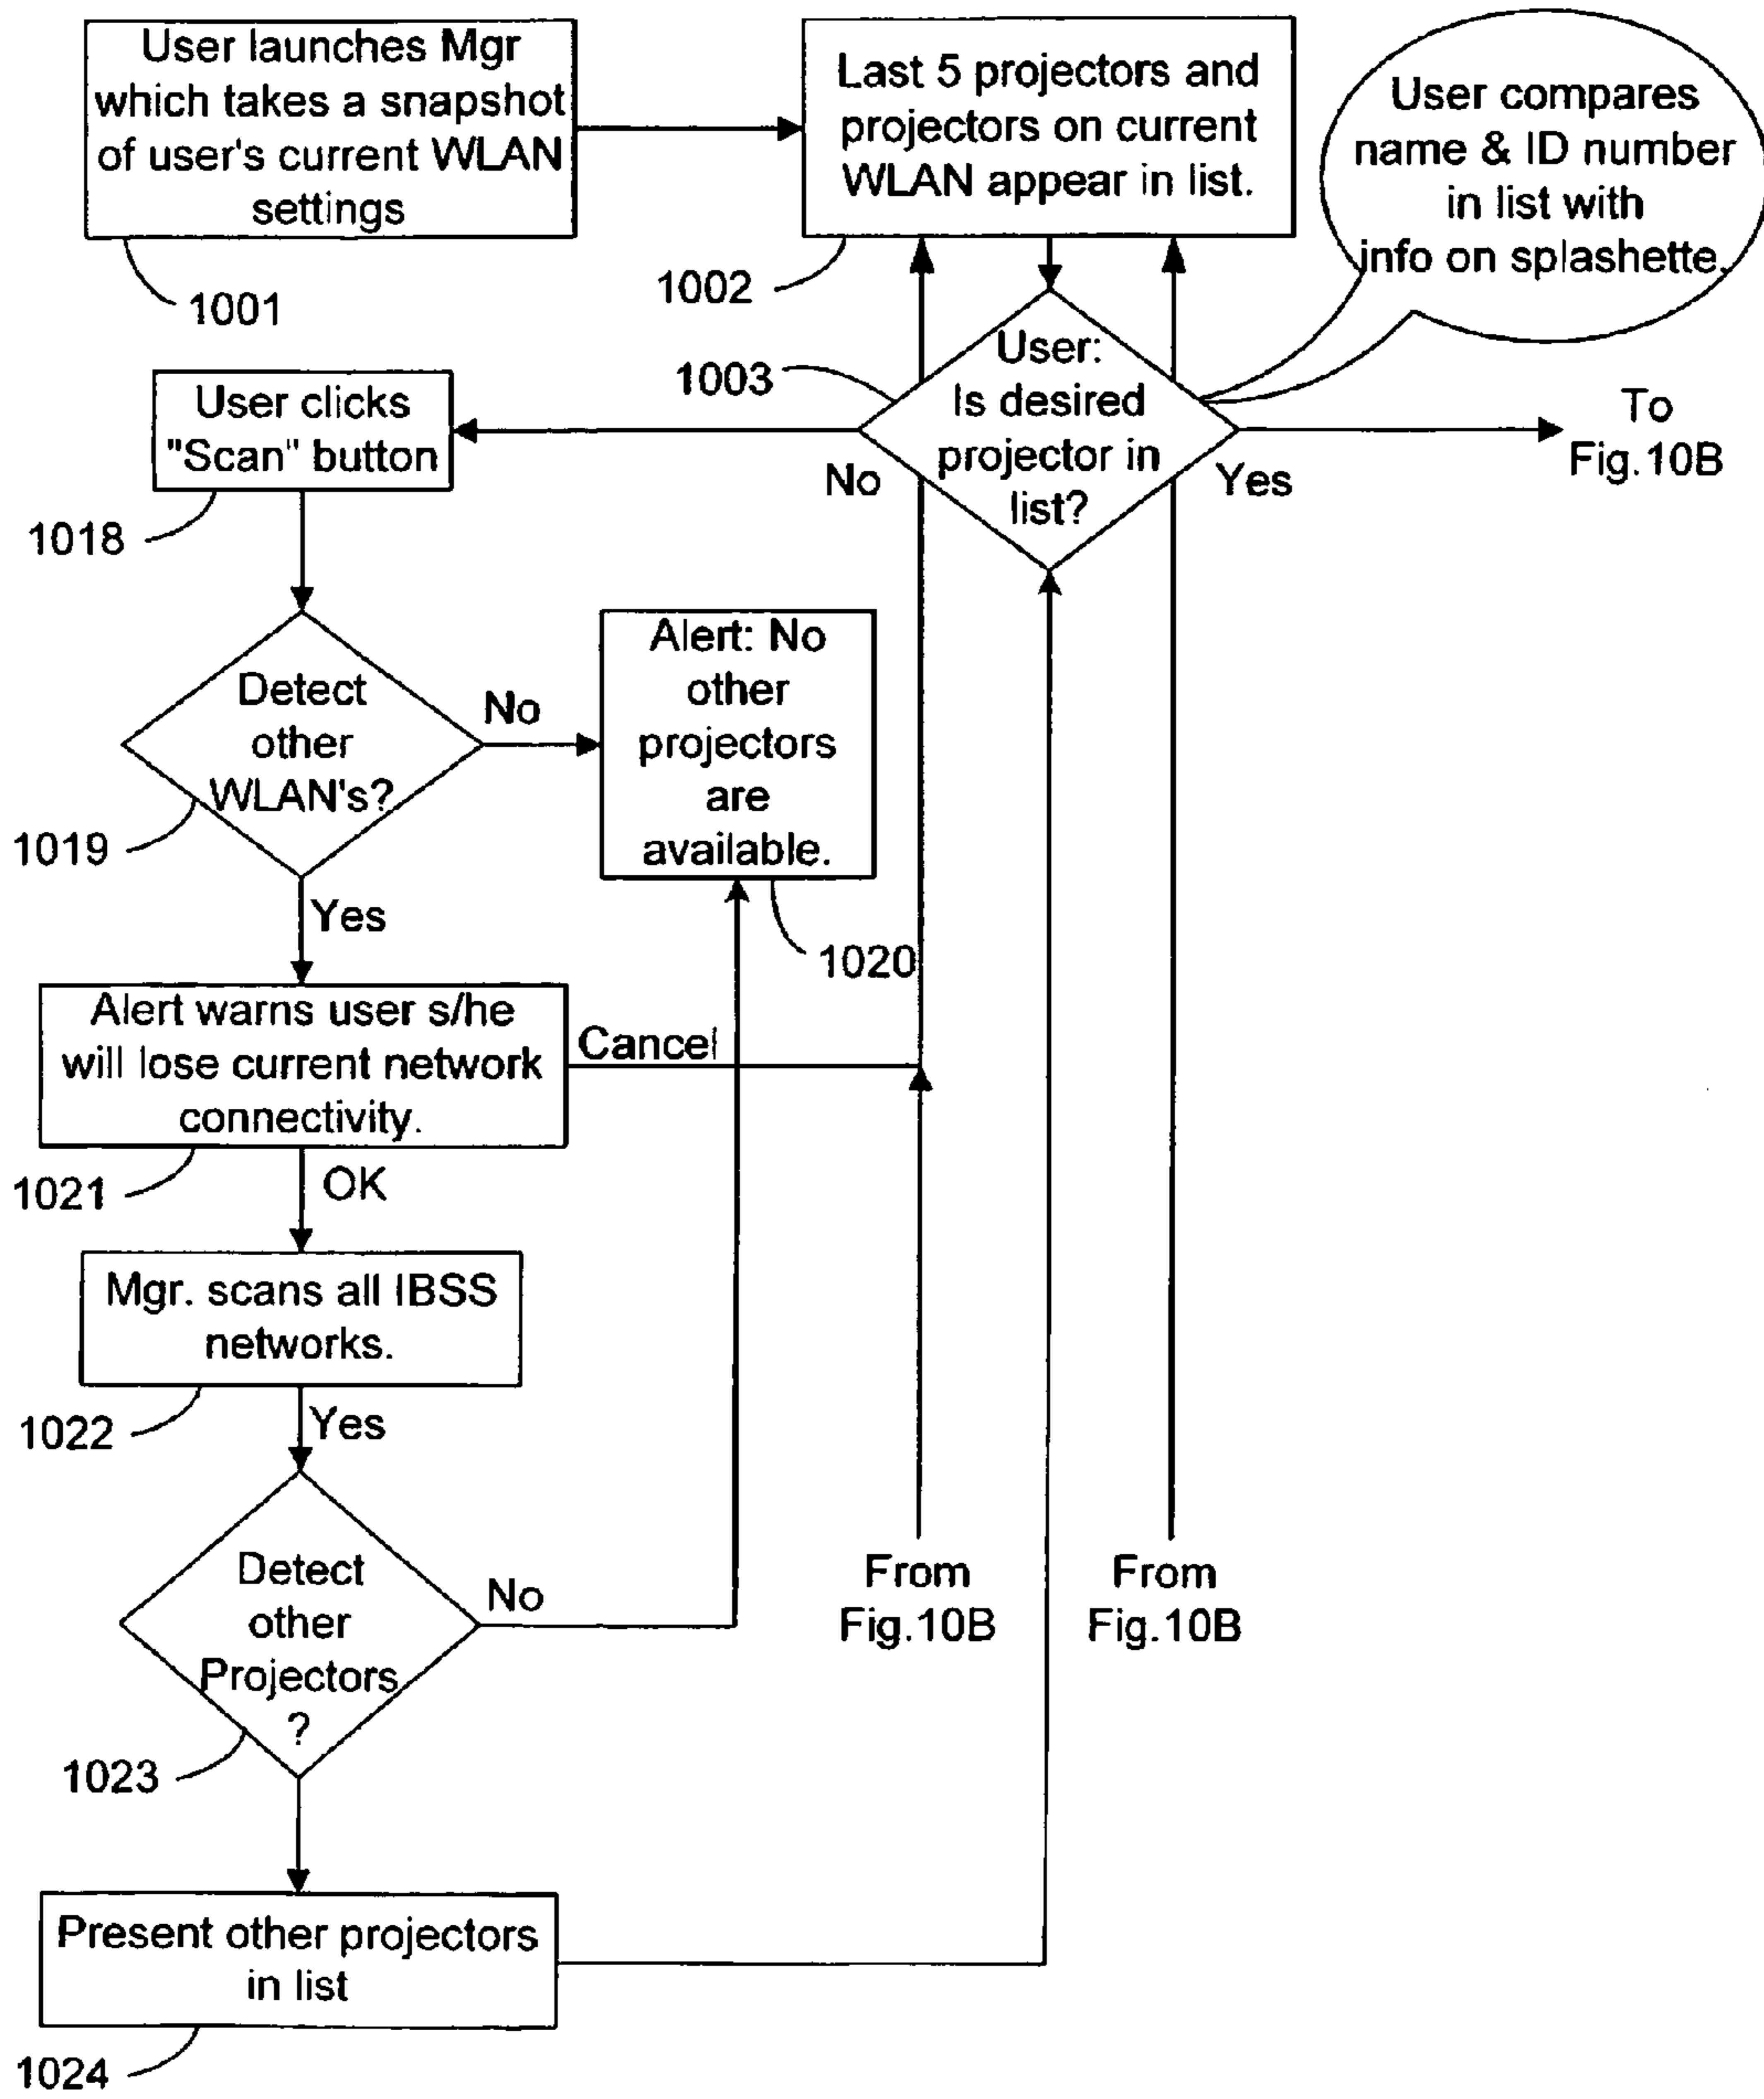 User launches Mgr
which takes a snapshot
of user's current WLAN
settings
1001
Last 5 projectors and
projectors on current
WLAN appear in list.
1002
User compares
name & ID number
in list with
info on splashette.
User:
Is desired
projector in
list?
1003
No
Yes
To
Fig.10B
User clicks
"Scan" button
1018
Detect
other
WLAN's?
1019
No
Yes
Alert: No
other
projectors
are
available.
1020
Alert warns user s/he
will lose current network
connectivity.
1021
Cancel
OK
Mgr. scans all IBSS
networks.
1022
Yes
Detect
other
Projectors
?
1023
No
From
Fig.10B
From
Fig.10B
Present other projectors
in list
1024